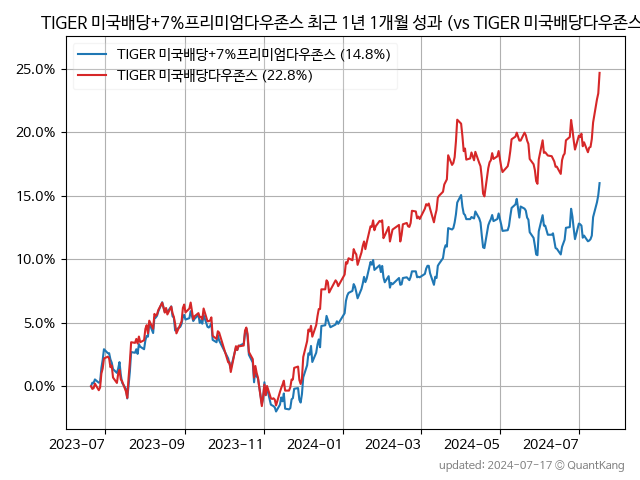 TIGER 미국배당+7%프리미엄다우존스 최근 1년 1개월 성과 (vs TIGER 미국배당다우존스
TIGER 미국배당+7%프리미엄다우존스 (14.8%)
TIGER 미국배당다우존스 (22.8%)
25.0%
20.0%
15.0%
10.0%
5.0%
0.0%
2023-07 2023-09 2023-11 2024-01 2024-03 2024-05 2024-07
updated: 2024-07-17 © QuantKang